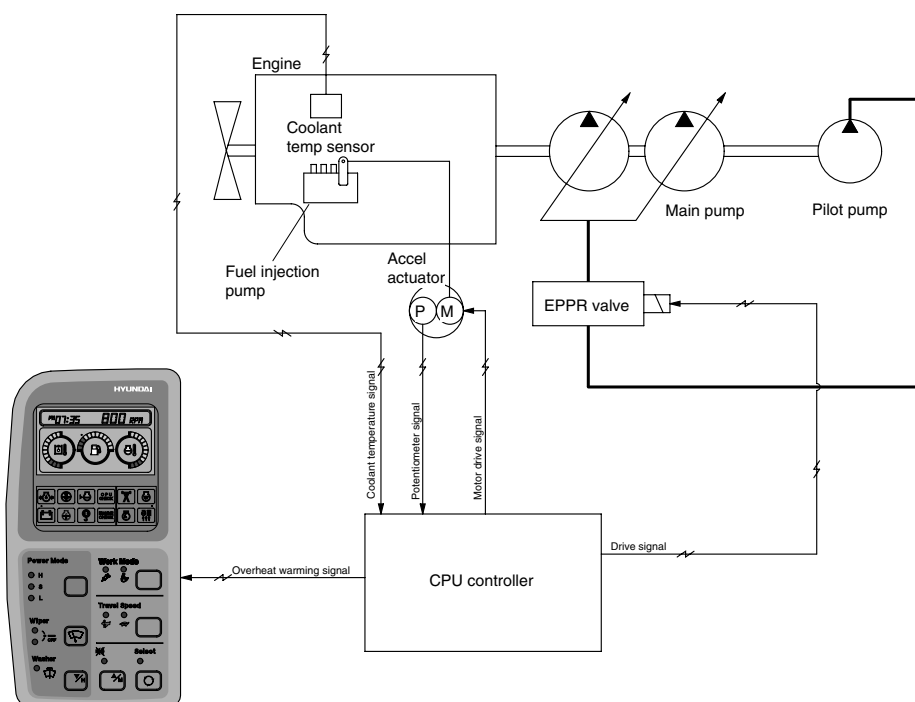 Engine
Coolant
temp sensor
Fuel injection
pump
Accel
actuator
P
M
Main pump
Pilot pump
EPPR valve
Coolant temperature signal
Potentiometer signal
Motor drive signal
Drive signal
CPU controller
Overheat warming signal
HYUNDAI
07:35
800 RPM
Power Mode
H
S
L
Work Mode
Travel Speed
Wiper
OFF
Washer
Select